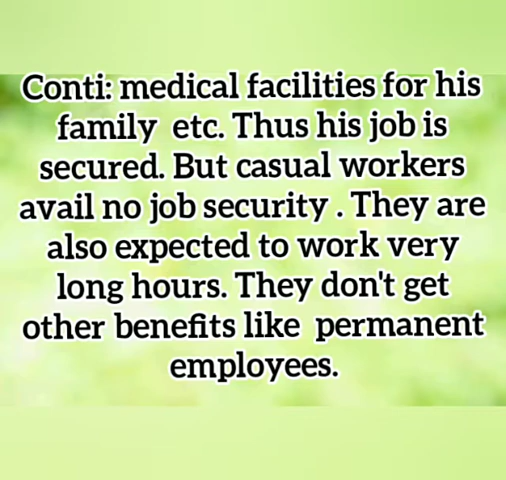 Conti: medical facilities for his
family etc. Thus his job is
secured. But casual workers
avail no job security . They are
also expected to work very
long hours. They don't get
other benefits like permanent
employees.